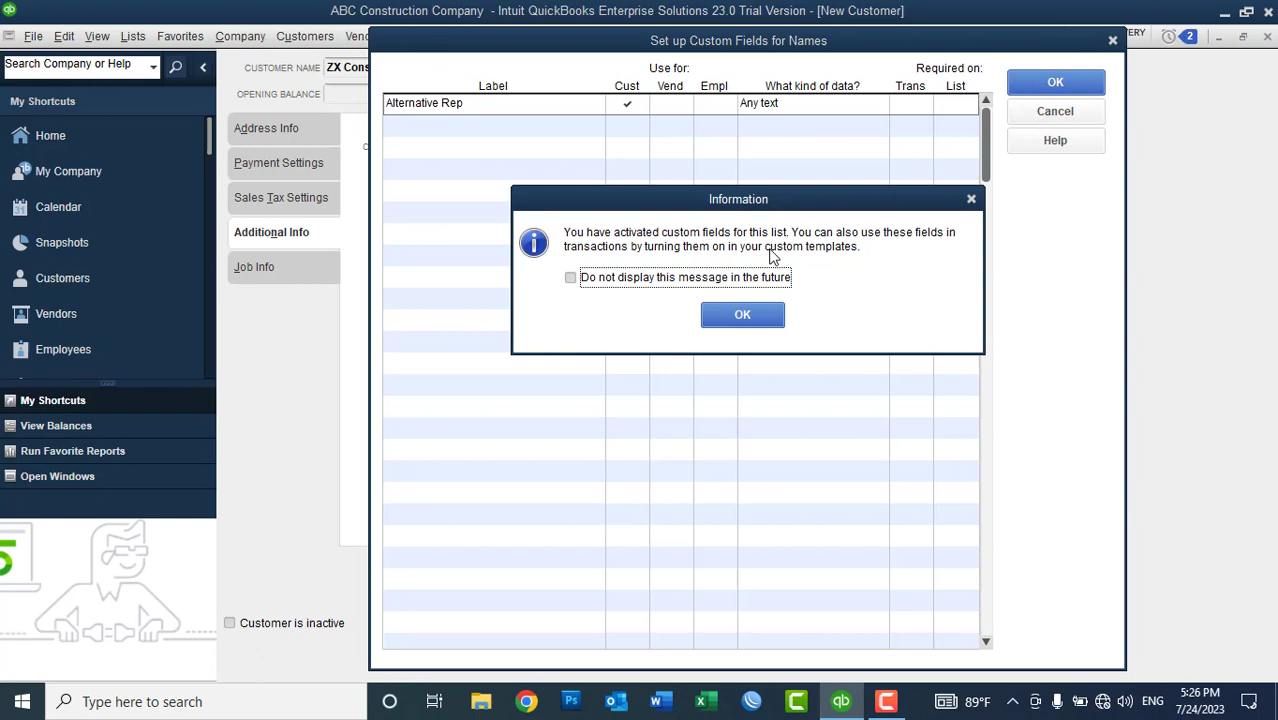 ABC Construction Company - Intuit QuickBooks Enterprise Solutions 23.0 Trial Version - [New Customer]
File Edit View Lists Favorites Company Customers
Search Company or Help
My Shortcuts
Home
My Company
Calendar
Snapshots
Customers
Vendors
Employees
My Shortcuts
View Balances
Run Favorite Reports
Open Windows
CUSTOMER NAME ZX
OPENING BALANCE
Address Info
Payment Settings
Sales Tax Settings
Additional Info
Job Info
Customer is inactive
2
Set up Custom Fields for Names
Use for: Required on:
Label Cust Vend Empl What kind of data? Trans List
Alternative Rep Any text
OK
Cancel
Help
Information
You have activated custom fields for this list. You can also use these fields in
transactions by turning them on in your custom templates.
Do not display this message in the future
OK
Type here to search
89°F
ENG
5:26 PM
7/24/2023